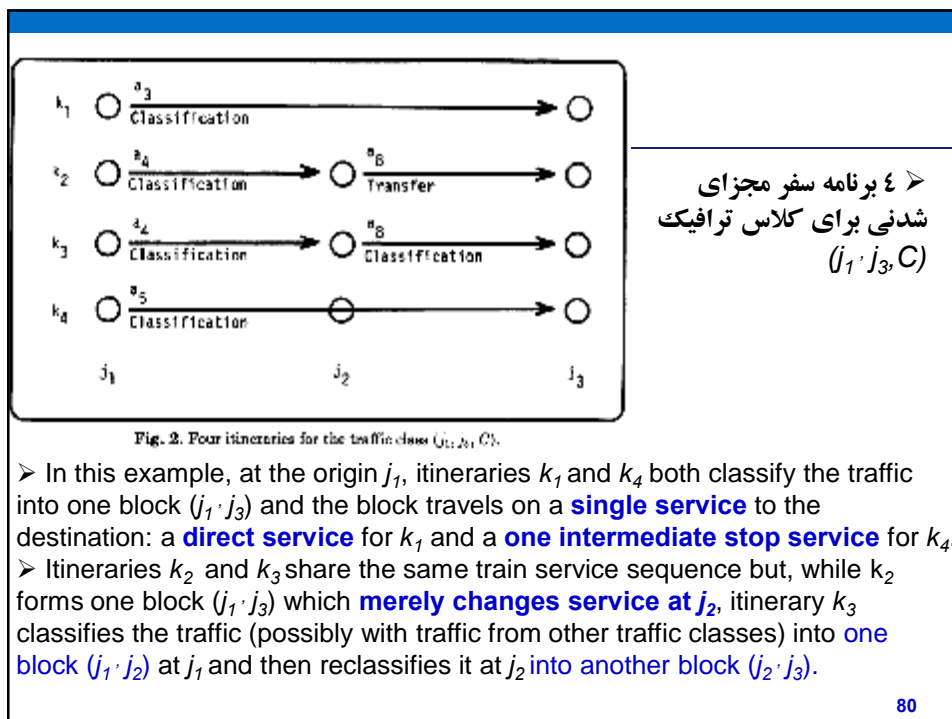 k1 a3
Classification
k2 a4 a8
Classification Transfer
k3 a4 a8
Classification Classification
k4 a5
Classification
j1 j2 j3
Fig. 2. Four itineraries for the traffic class (j1, j3, C).
➢ ٤ برنامه سفر مجزای
شدنی برای کلاس ترافیک
(j1, j3, C)
➢ In this example, at the origin j1, itineraries k1 and k4 both classify the traffic
into one block (j1, j3) and the block travels on a single service to the
destination: a direct service for k1 and a one intermediate stop service for k4.
➢ Itineraries k2 and k3 share the same train service sequence but, while k2
forms one block (j1, j3) which merely changes service at j2, itinerary k3
classifies the traffic (possibly with traffic from other traffic classes) into one
block (j1, j2) at j1 and then reclassifies it at j2 into another block (j2, j3).
80